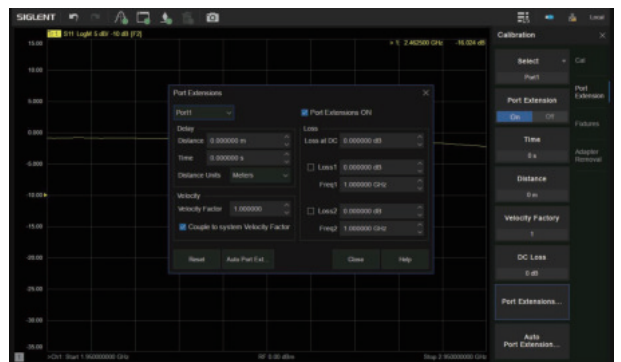 SIGLENT
Local
Tr 1 S11 LogM 5 dB/ -10 dB [F2]
> 1 2.462500 GHz -16.024 dB
15.00
10.00
5.000
0.000
-5.000
-10.00
-15.00
-20.00
-25.00
-30.00
-35.00
Port Extensions
Port1
Port Extensions ON
Delay
Distance 0.000000 m
Time 0.000000 s
Distance Units Meters
Velocity
Velocity Factor 1.000000
Couple to system Velocity Factor
Loss
Loss at DC 0.000000 dB
Loss1 0.000000 dB
Freq1 1.000000 GHz
Loss2 0.000000 dB
Freq2 1.000000 GHz
Reset Auto Port Ext... Close Help
Calibration
Select
Port1
Port Extension
On Off
Time
0 s
Distance
0 m
Velocity Factory
1
DC Loss
0 dB
Port Extensions...
Auto
Port Extension...
Cal
Port
Extension
Fixtures
Adapter
Removal
1 >Ch1: Start 1.950000000 GHz RF 0.00 dBm Stop 2.950000000 GHz